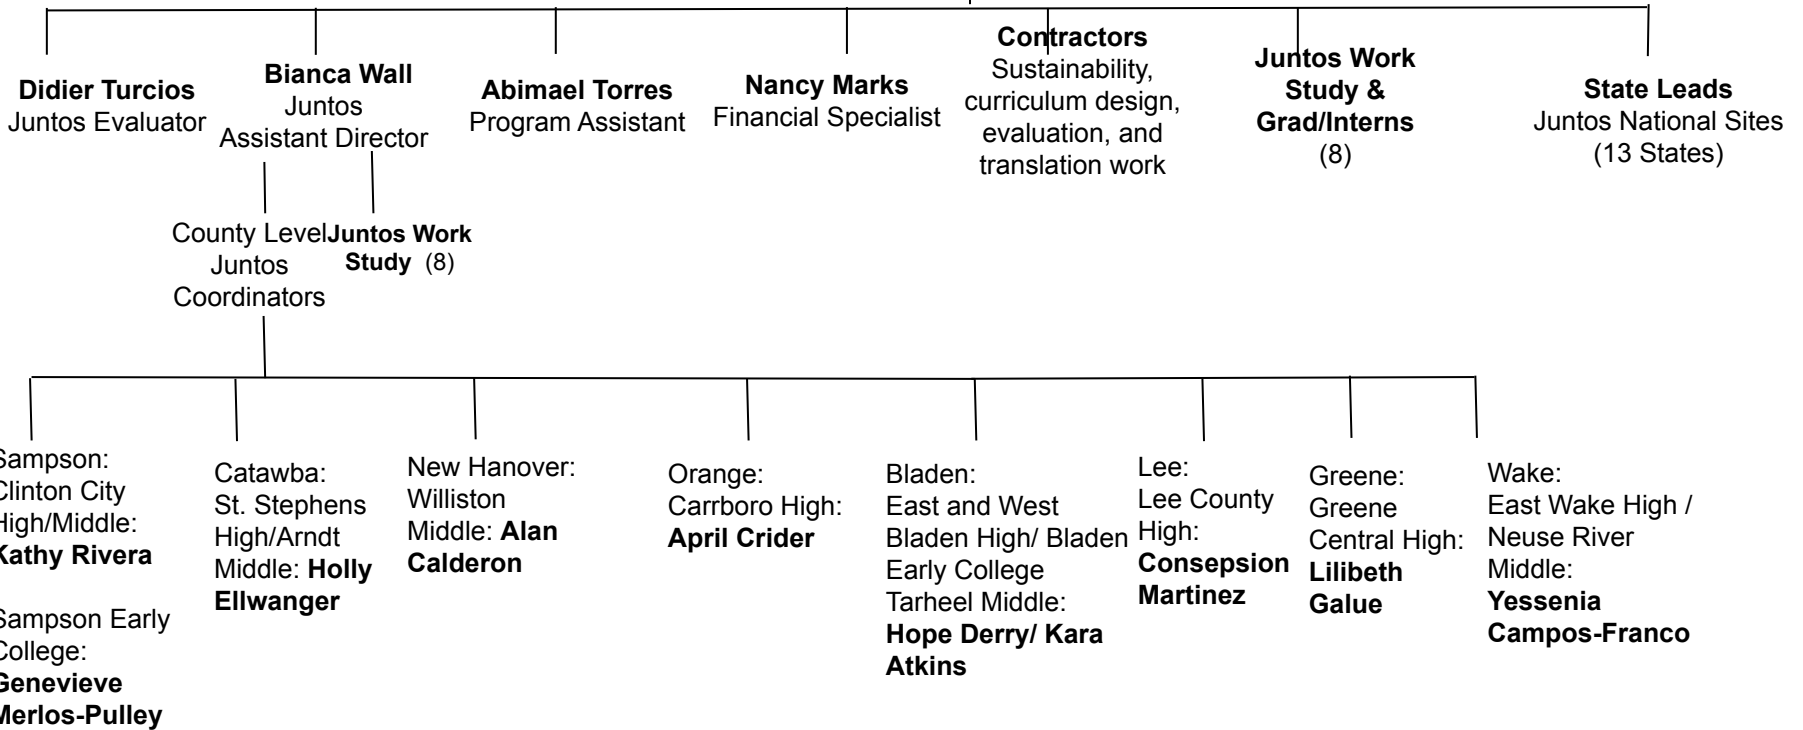 Didier Turcios
Juntos Evaluator
Bianca Wall
Juntos
Assistant Director
Abimael Torres
Program Assistant
Nancy Marks
Financial Specialist
Contractors
Sustainability,
curriculum design,
evaluation, and
translation work
Juntos Work
Study &
Grad/Interns
(8)
State Leads
Juntos National Sites
(13 States)
County Level
Juntos
Coordinators
Juntos Work
Study (8)
Sampson:
Clinton City
High/Middle:
Kathy Rivera
Sampson Early
College:
Genevieve
Merlos-Pulley
Catawba:
St. Stephens
High/Arndt
Middle: Holly
Ellwanger
New Hanover:
Williston
Middle: Alan
Calderon
Orange:
Carrboro High:
April Crider
Bladen:
East and West
Bladen High/ Bladen
Early College
Tarheel Middle:
Hope Derry/ Kara
Atkins
Lee:
Lee County
High:
Consepsion
Martinez
Greene:
Greene
Central High:
Lilibeth
Galue
Wake:
East Wake High /
Neuse River
Middle:
Yessenia
Campos-Franco